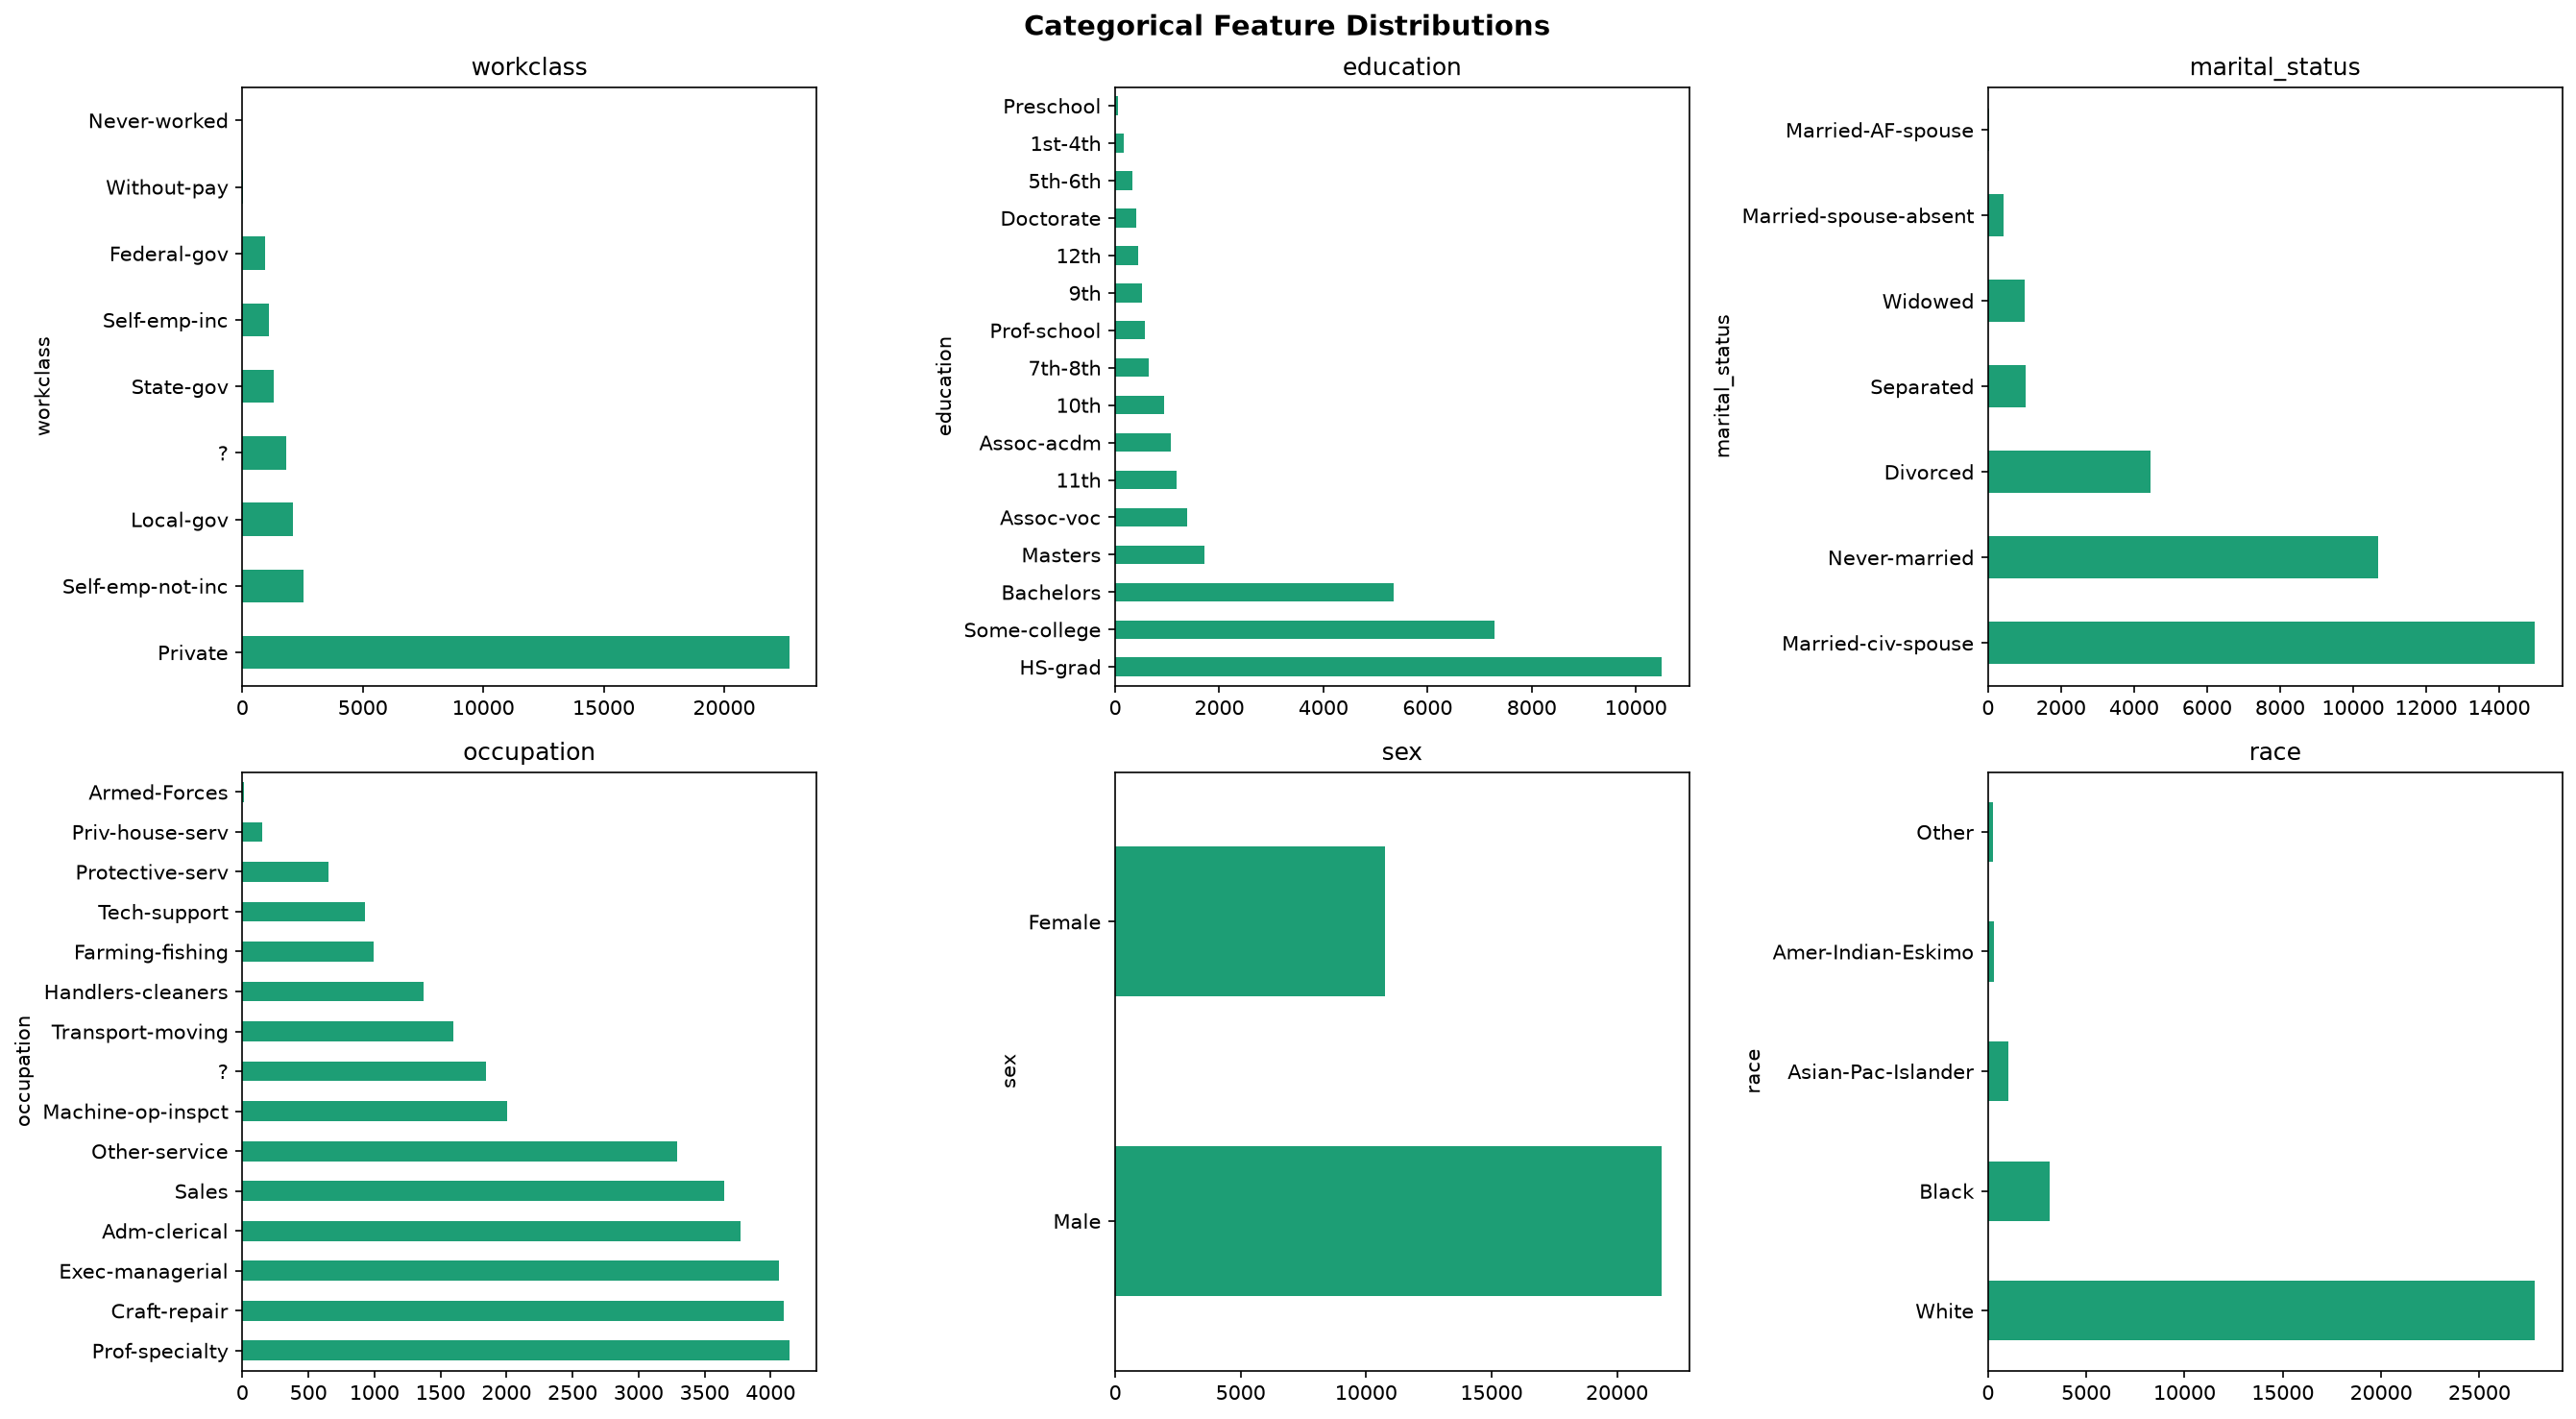 Categorical Feature Distributions
workclass
workclass
Never-worked
Without-pay
Federal-gov
Self-emp-inc
State-gov
?
Local-gov
Self-emp-not-inc
Private
0 5000 10000 15000 20000
education
education
Preschool
1st-4th
5th-6th
Doctorate
12th
9th
Prof-school
7th-8th
10th
Assoc-acdm
11th
Assoc-voc
Masters
Bachelors
Some-college
HS-grad
0 2000 4000 6000 8000 10000
marital_status
marital_status
Married-AF-spouse
Married-spouse-absent
Widowed
Separated
Divorced
Never-married
Married-civ-spouse
0 2000 4000 6000 8000 10000 12000 14000
occupation
occupation
Armed-Forces
Priv-house-serv
Protective-serv
Tech-support
Farming-fishing
Handlers-cleaners
Transport-moving
?
Machine-op-inspct
Other-service
Sales
Adm-clerical
Exec-managerial
Craft-repair
Prof-specialty
0 500 1000 1500 2000 2500 3000 3500 4000
sex
sex
Female
Male
0 5000 10000 15000 20000
race
race
Other
Amer-Indian-Eskimo
Asian-Pac-Islander
Black
White
0 5000 10000 15000 20000 25000